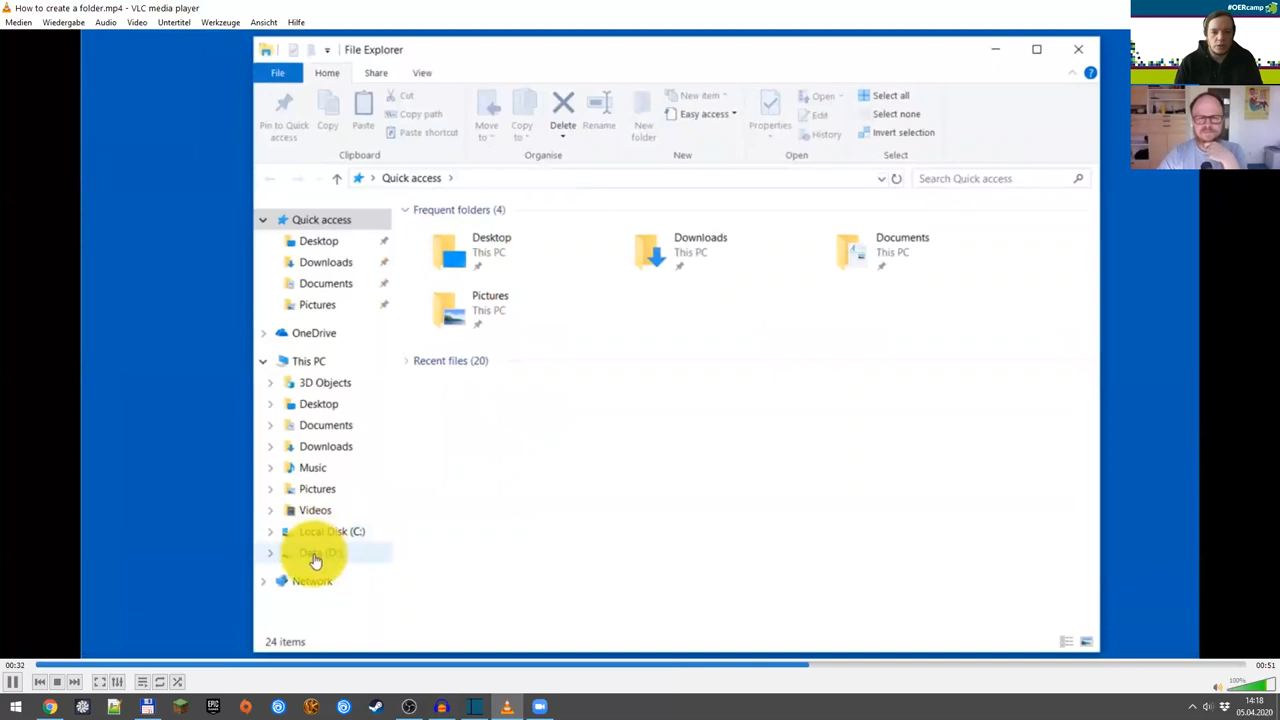 How to create a folder.mp4 - VLC media player
#OERcamp
Medien Wiedergabe Audio Video Untertitel Werkzeuge Ansicht Hilfe
File Explorer
File Home Share View
Pin to Quick access
Copy
Paste
Cut
Copy path
Paste shortcut
Clipboard
Move to
Copy to
Delete
Rename
Organise
New folder
New item
Easy access
New
Properties
Open
Edit
History
Open
Select all
Select none
Invert selection
Select
Quick access
Search Quick access
Quick access
Desktop
Downloads
Documents
Pictures
OneDrive
This PC
3D Objects
Desktop
Documents
Downloads
Music
Pictures
Videos
Local Disk (C:)
Data (D:)
Network
Frequent folders (4)
Desktop
This PC
Downloads
This PC
Documents
This PC
Pictures
This PC
Recent files (20)
24 items
00:32
00:51
100%
EPIC
14:18
05.04.2020